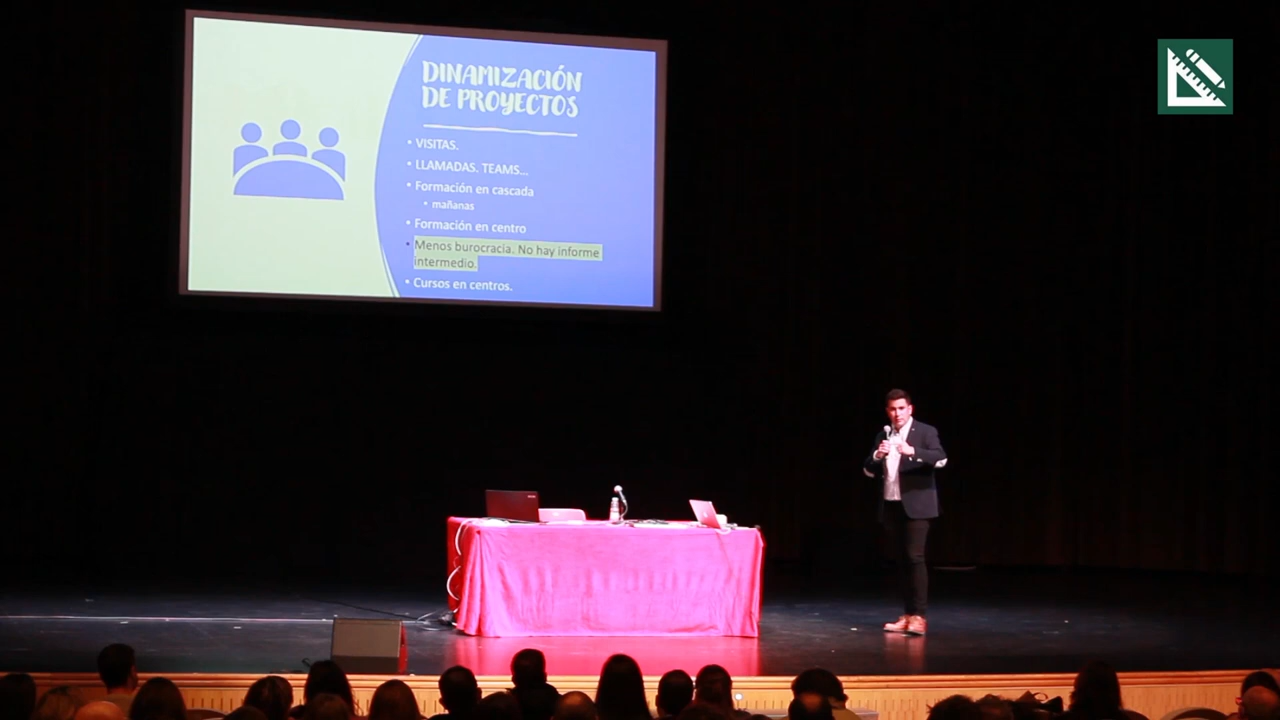 DINAMIZACIÓN
DE PROYECTOS
• VISITAS.
• LLAMADAS. TEAMS...
• Formación en cascada
• mañanas
• Formación en centro
• Menos burocracia. No hay informe
intermedio.
• Cursos en centros.